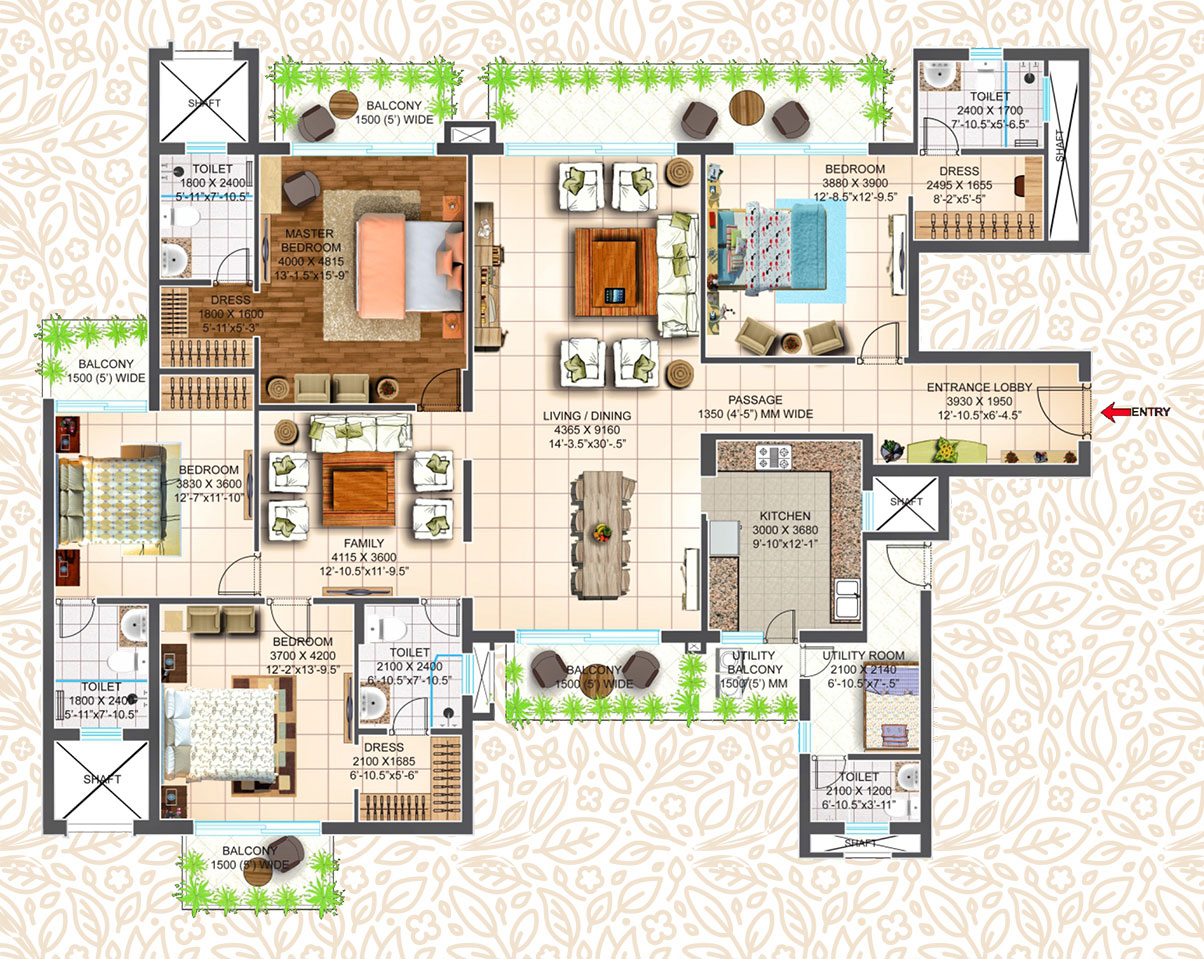 SHAFT
BALCONY
1500 (5') WIDE
TOILET
2400 X 1700
7'-10.5"x5'-6.5"
SHAFT
TOILET
1800 X 2400
5'-11"x7'-10.5"
BEDROOM
3880 X 3900
12'-8.5"x12'-9.5"
DRESS
2495 X 1655
8'-2"x5'-5"
MASTER
BEDROOM
4000 X 4815
13'-1.5"x15'-9"
DRESS
1800 X 1600
5'-11"x5'-3"
BALCONY
1500 (5') WIDE
LIVING / DINING
4365 X 9160
14'-3.5"x30'-.5"
PASSAGE
1350 (4'-5") MM WIDE
ENTRANCE LOBBY
3930 X 1950
12'-10.5"x6'-4.5"
ENTRY
BEDROOM
3830 X 3600
12'-7"x11'-10"
FAMILY
4115 X 3600
12'-10.5"x11'-9.5"
KITCHEN
3000 X 3680
9'-10"x12'-1"
SHAFT
BEDROOM
3700 X 4200
12'-2"x13'-9.5"
TOILET
2100 X 2400
6'-10.5"x7'-10.5"
BALCONY
1500 (5') WIDE
UTILITY
BALCONY
1500 (5') MM
UTILITY ROOM
2100 X 2140
6'-10.5"x7'-.5"
TOILET
1800 X 2400
5'-11"x7'-10.5"
SHAFT
DRESS
2100 X1685
6'-10.5"x5'-6"
TOILET
2100 X 1200
6'-10.5"x3'-11"
SHAFT
BALCONY
1500 (5') WIDE